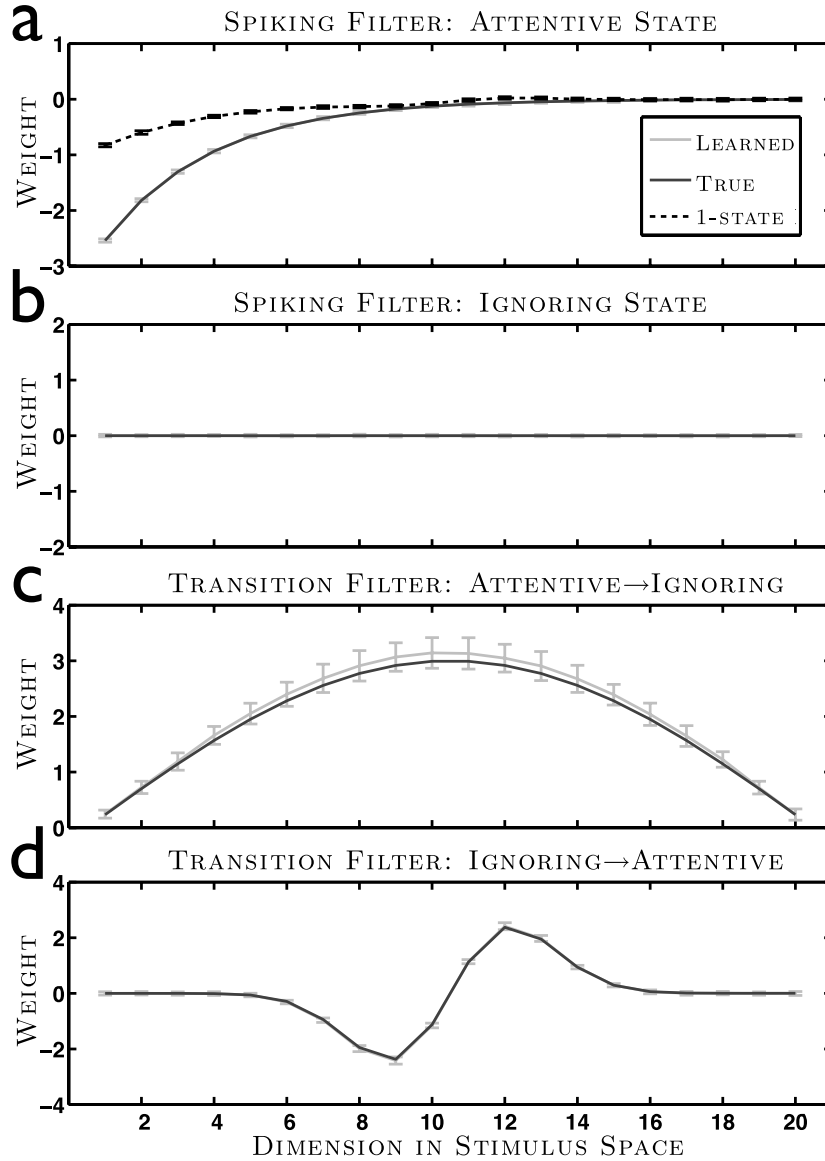 a
SPIKING FILTER: ATTENTIVE STATE
1
0
−1
−2
−3
WEIGHT
LEARNED
TRUE
1-STATE
b
SPIKING FILTER: IGNORING STATE
2
1
0
−1
−2
WEIGHT
c
TRANSITION FILTER: ATTENTIVE→IGNORING
4
3
2
1
0
WEIGHT
d
TRANSITION FILTER: IGNORING→ATTENTIVE
4
2
0
−2
−4
WEIGHT
2 4 6 8 10 12 14 16 18 20
DIMENSION IN STIMULUS SPACE